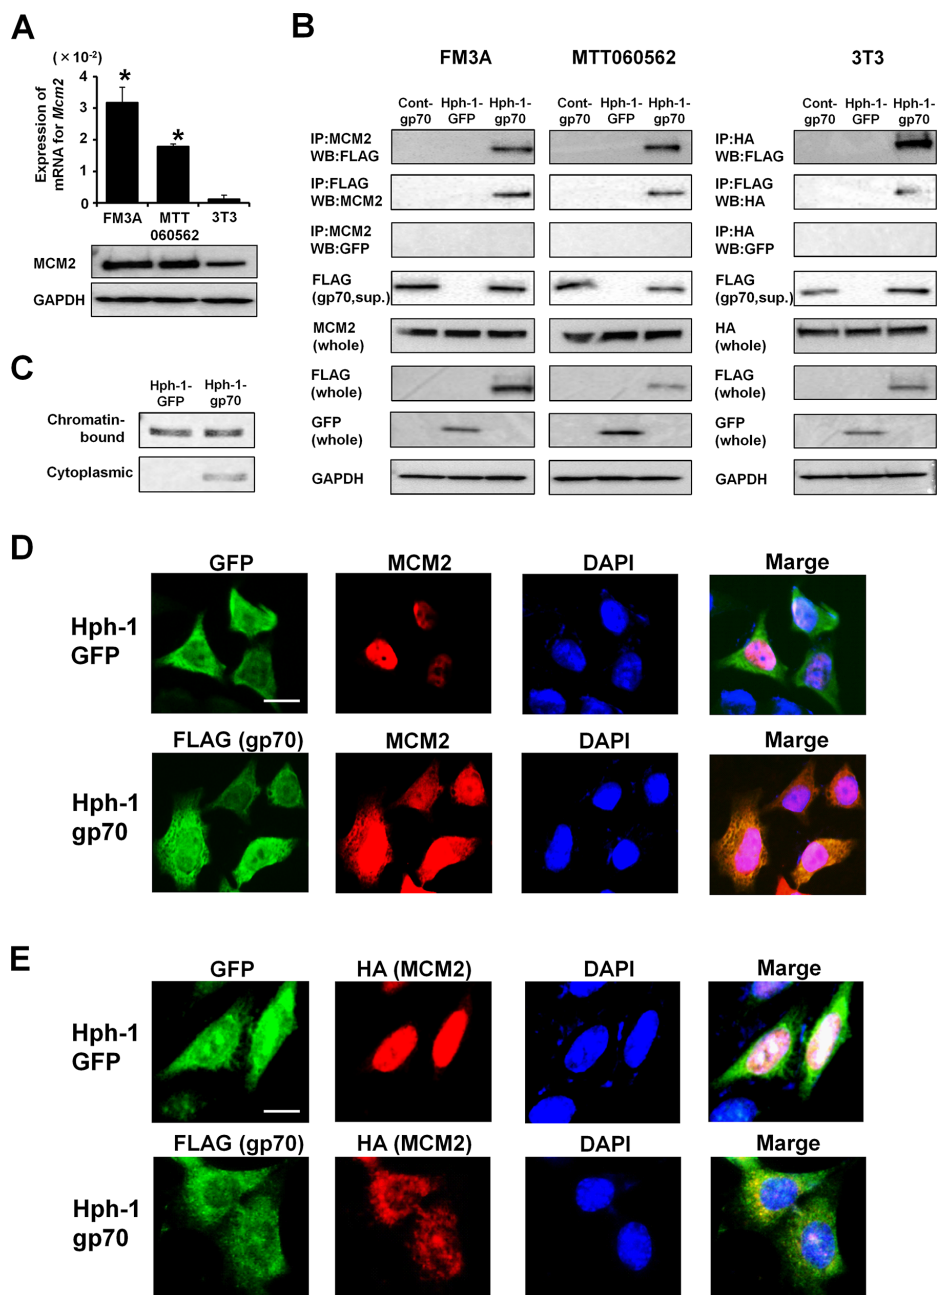 A
(×10-2)
Expression of
mRNA for Mcm2
4
3
2
1
0
*
*
FM3A
MTT
060562
3T3
MCM2
GAPDH
B
FM3A
MTT060562
3T3
Cont-
gp70
Hph-1-
GFP
Hph-1-
gp70
Cont-
gp70
Hph-1-
GFP
Hph-1-
gp70
Cont-
gp70
Hph-1-
GFP
Hph-1-
gp70
IP:MCM2
WB:FLAG
IP:FLAG
WB:MCM2
IP:MCM2
WB:GFP
FLAG
(gp70,sup.)
MCM2
(whole)
FLAG
(whole)
GFP
(whole)
GAPDH
IP:HA
WB:FLAG
IP:FLAG
WB:HA
IP:HA
WB:GFP
FLAG
(gp70,sup.)
HA
(whole)
FLAG
(whole)
GFP
(whole)
GAPDH
C
Hph-1-
GFP
Hph-1-
gp70
Chromatin-
bound
Cytoplasmic
D
GFP
MCM2
DAPI
Marge
Hph-1
GFP
FLAG (gp70)
MCM2
DAPI
Marge
Hph-1
gp70
E
GFP
HA (MCM2)
DAPI
Marge
Hph-1
GFP
FLAG (gp70)
HA (MCM2)
DAPI
Marge
Hph-1
gp70